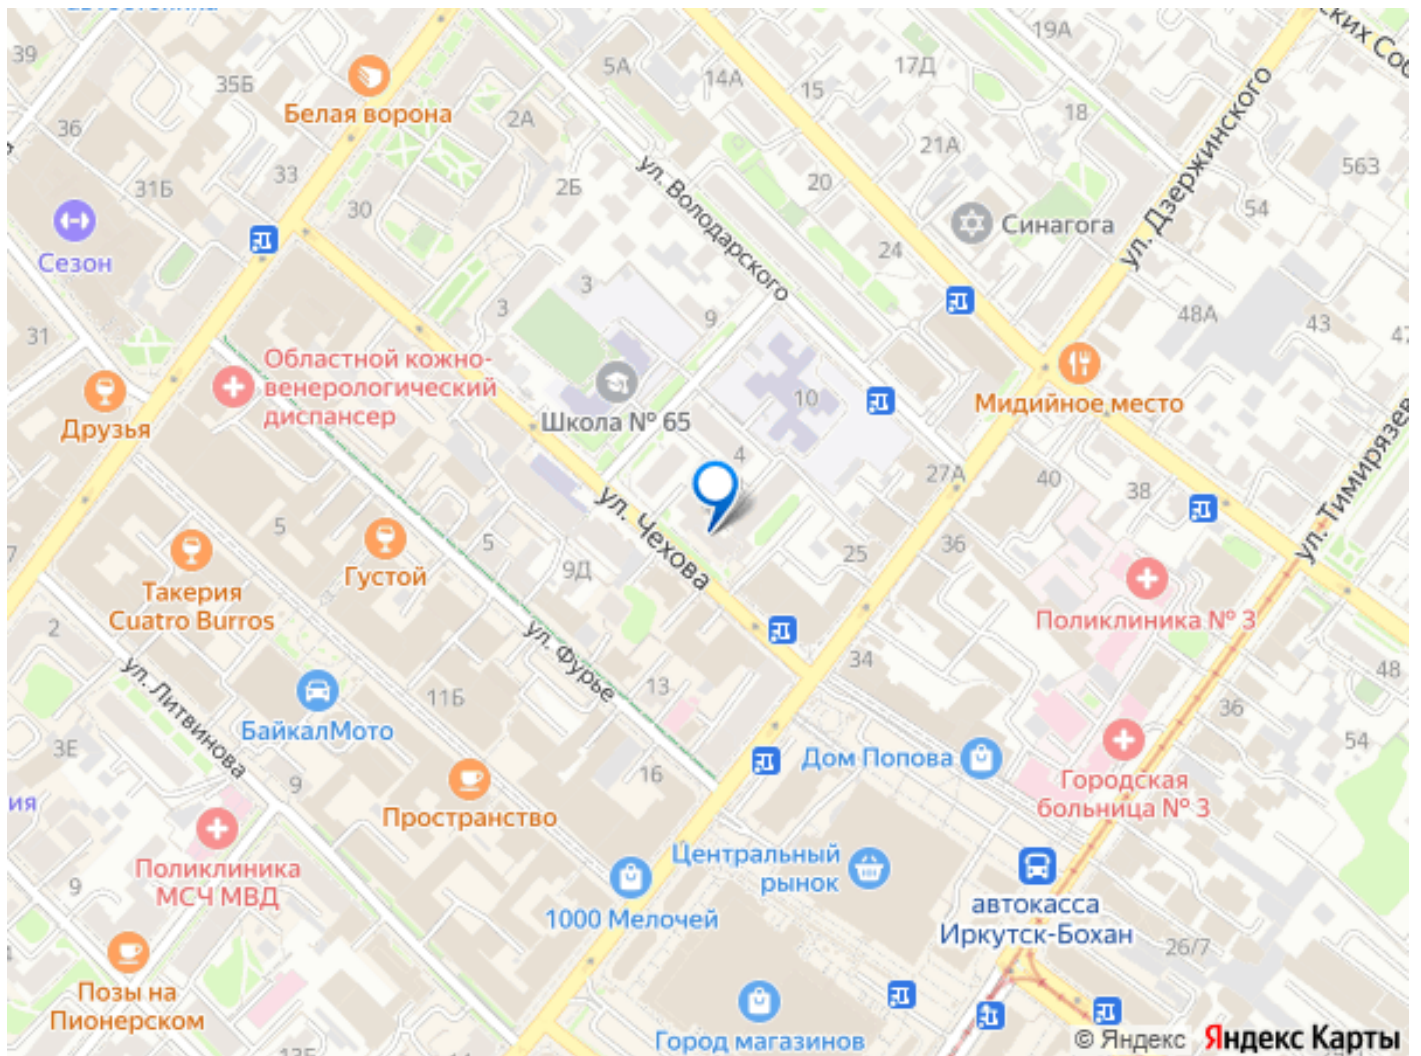 39
35Б
Белая ворона
36
2А
5А
14А
15
17Д
19А
18
21А
563
31Б
33
30
2Б
20
54
ул. Володарского
ул. Дзержинского
Синагога
24
Сезон
3
3
9
48А
43
31
Областной кожно-
венерологический
диспансер
Друзья
Школа № 65
10
Мидийное место
4
27А
40
38
ул. Чехова
5
5
9Д
25
36
Густой
Такерия
Cuatro Burros
Поликлиника № 3
2
ул. Фурье
34
48
ул. Литвинова
13
11Б
36
БайкалМото
3Е
54
9
16
Дом Попова
Городская
больница № 3
ия
Пространство
Поликлиника
МСЧ МВД
9
Центральный
рынок
1000 Мелочей
автокасса
Иркутск-Бохан
26/7
Позы на
Пионерском
Город магазинов
© Яндекс
Яндекс Карты